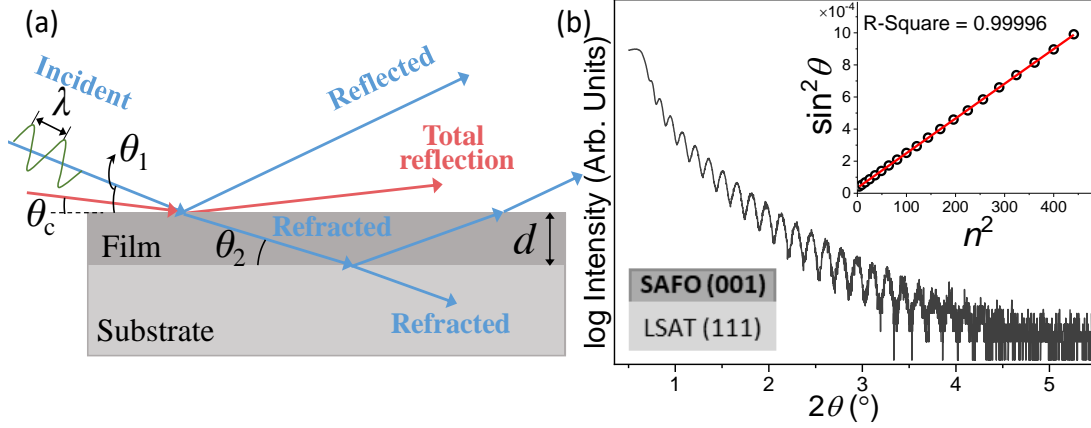 (a)
Incident
λ
θ1
θc
Reflected
Total
reflection
Refracted
θ2
d
Film
Refracted
Substrate
(b)
log Intensity (Arb. Units)
×10-4
R-Square = 0.99996
sin2θ
10
8
6
4
2
0
0 100 200 300 400
n2
SAFO (001)
LSAT (111)
1 2 3 4 5
2θ (°)